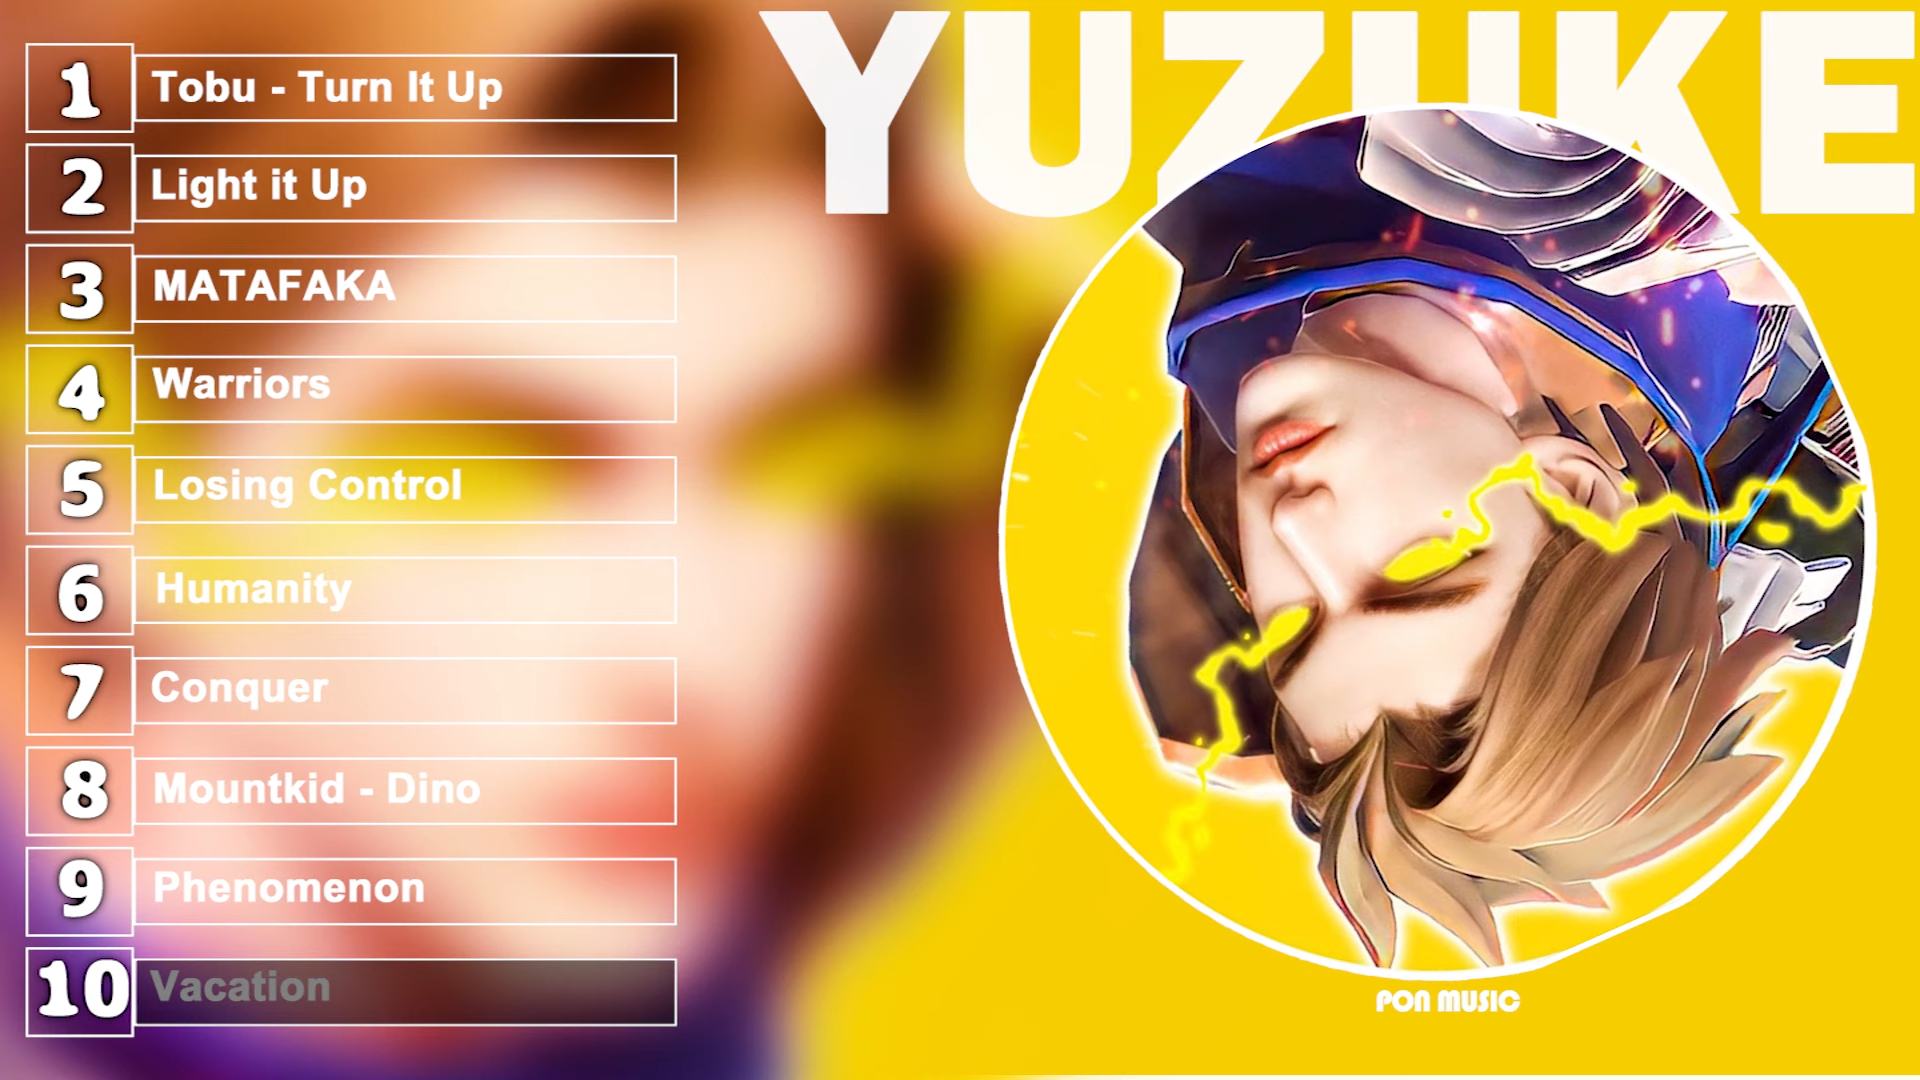 YUZUKE
1 Tobu - Turn It Up
2 Light it Up
3 MATAFAKA
4 Warriors
5 Losing Control
6 Humanity
7 Conquer
8 Mountkid - Dino
9 Phenomenon
10 Vacation
PON MUSIC